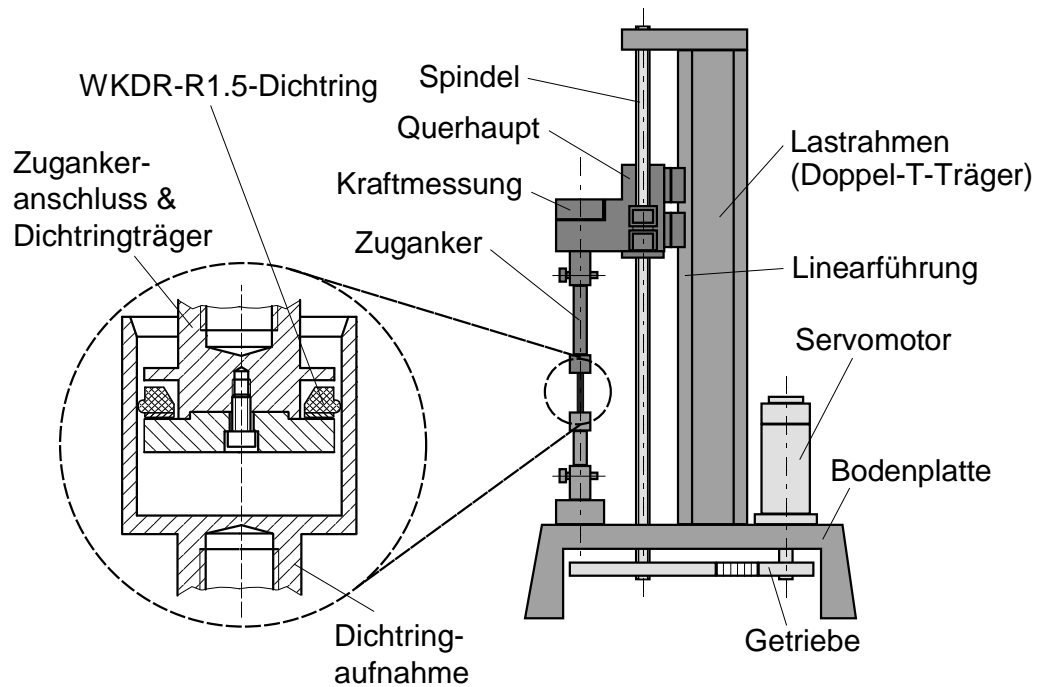 WKDR-R1.5-Dichtring
Zuganker-
anschluss &
Dichtringträger
Spindel
Querhaupt
Kraftmessung
Zuganker
Lastrahmen
(Doppel-T-Träger)
Linearführung
Servomotor
Bodenplatte
Getriebe
Dichtring-
aufnahme